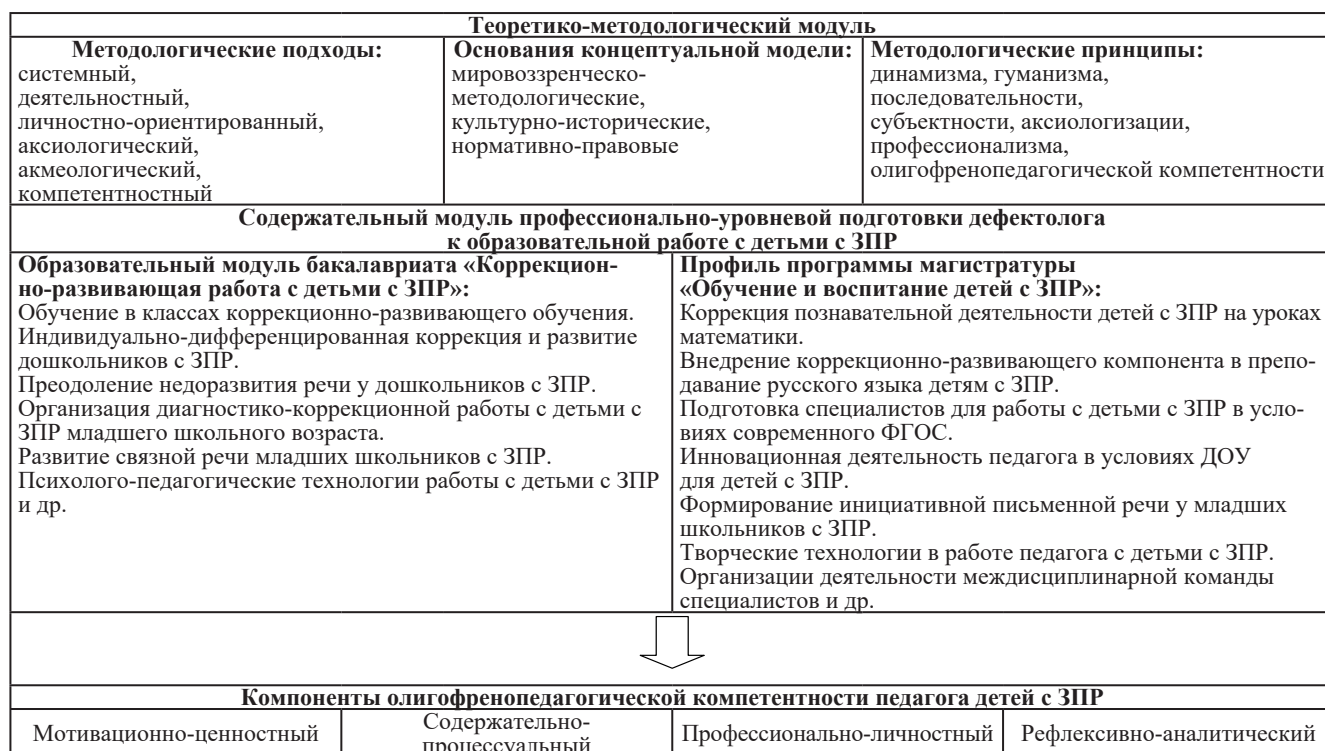 Теоретико-методологический модуль
Методологические подходы:
системный,
деятельностный,
личностно-ориентированный,
аксиологический,
акмеологический,
компетентностный
Основания концептуальной модели:
мировоззренческо-
методологические,
культурно-исторические,
нормативно-правовые
Методологические принципы:
динамизма, гуманизма,
последовательности,
субъектности, аксиологизации,
профессионализма,
олигофренопедагогической компетентности
Содержательный модуль профессионально-уровневой подготовки дефектолога
к образовательной работе с детьми с ЗПР
Образовательный модуль бакалавриата «Коррекцион-
но-развивающая работа с детьми с ЗПР»:
Обучение в классах коррекционно-развивающего обучения.
Индивидуально-дифференцированная коррекция и развитие
дошкольников с ЗПР.
Преодоление недоразвития речи у дошкольников с ЗПР.
Организация диагностико-коррекционной работы с детьми с
ЗПР младшего школьного возраста.
Развитие связной речи младших школьников с ЗПР.
Психолого-педагогические технологии работы с детьми с ЗПР
и др.
Профиль программы магистратуры
«Обучение и воспитание детей с ЗПР»:
Коррекция познавательной деятельности детей с ЗПР на уроках
математики.
Внедрение коррекционно-развивающего компонента в препо-
давание русского языка детям с ЗПР.
Подготовка специалистов для работы с детьми с ЗПР в усло-
виях современного ФГОС.
Инновационная деятельность педагога в условиях ДОУ
для детей с ЗПР.
Формирование инициативной письменной речи у младших
школьников с ЗПР.
Творческие технологии в работе педагога с детьми с ЗПР.
Организации деятельности междисциплинарной команды
специалистов и др.
Компоненты олигофренопедагогической компетентности педагога детей с ЗПР
Мотивационно-ценностный
Содержательно-
процессуальный
Профессионально-личностный
Рефлексивно-аналитический